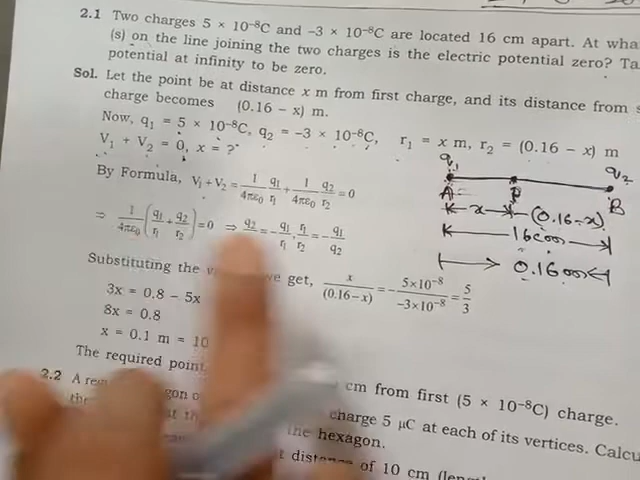 2.1 Two charges 5 × 10⁻⁸C and –3 × 10⁻⁸C are located 16 cm apart. At
(s) on the line joining the two charges is the electric potential zero?
potential at infinity to be zero.
Sol. Let the point be at distance x m from first charge, and its distance from
charge becomes (0.16 – x) m.
Now, q₁ = 5 × 10⁻⁸C, q₂ = –3 × 10⁻⁸C, r₁ = x m, r₂ = (0.16 – x) m
V₁ + V₂ = 0, x = ?
q₁ q₂
A P B
x (0.16-x)
16cm
0.16
By Formula, V₁+V₂ = 1/4πε₀ q₁/r₁ + 1/4πε₀ q₂/r₂ = 0
⇒ 1/4πε₀ (q₁/r₁ + q₂/r₂) = 0 ⇒ q₂/ = – q₁/r₁, r₁/r₂ = – q₁/q₂
Substituting the we get, x/(0.16–x) = – 5×10⁻⁸/–3×10⁻⁸ = 5/3
3x = 0.8 – 5x
8x = 0.8
x = 0.1 m = 10
The required point cm from first (5 × 10⁻⁸C) charge.
2.2 A charge 5 μC at each of its vertices.
the hexagon.
of 10 cm